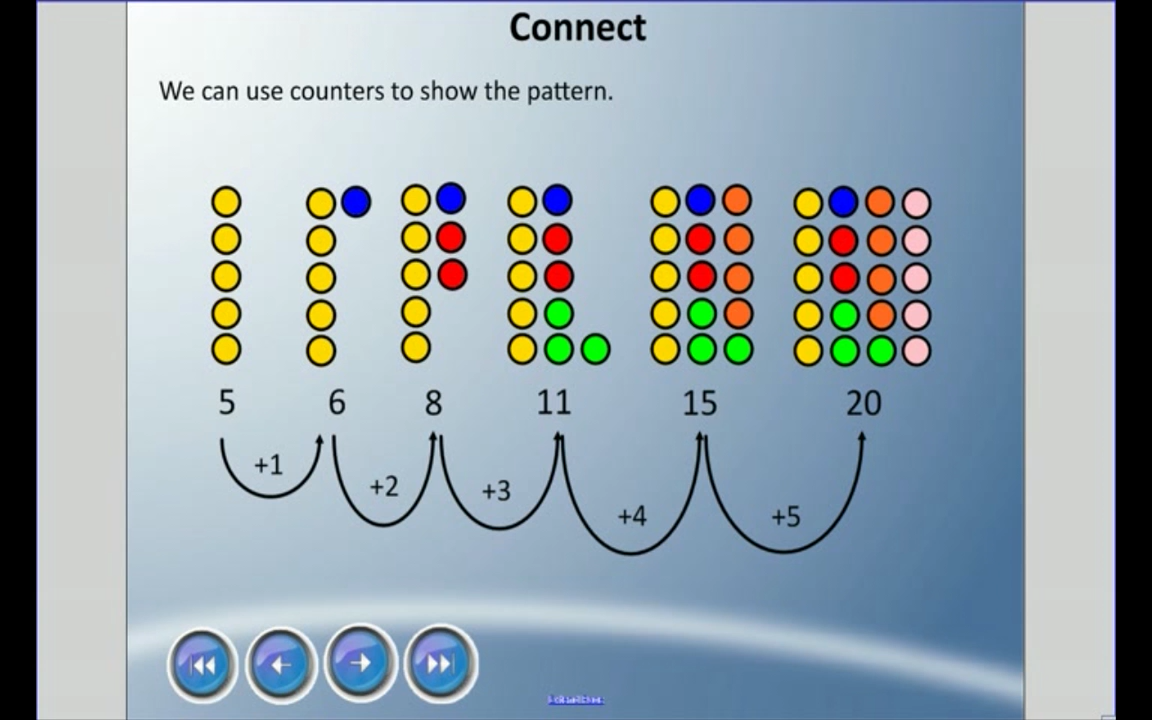 Connect
We can use counters to show the pattern.
5 6 8 11 15 20
+1 +2 +3 +4 +5